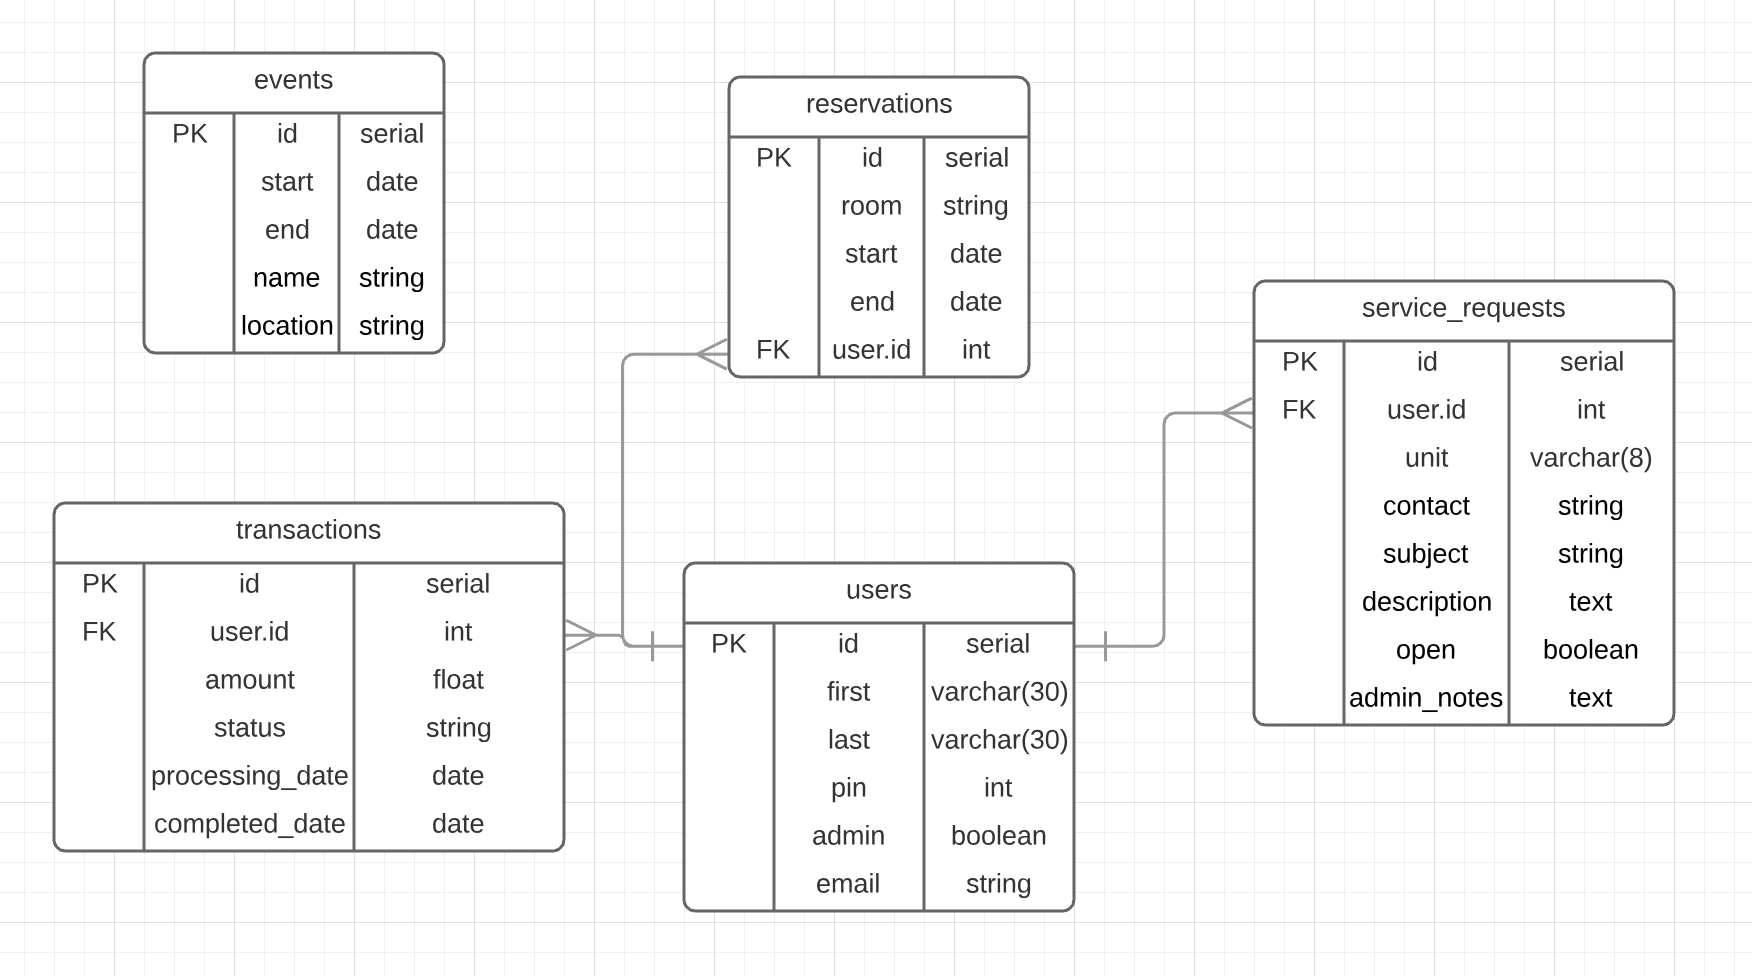 events
PK id serial
start date
end date
name string
location string
reservations
PK id serial
room string
start date
end date
FK user.id int
service_requests
PK id serial
FK user.id int
unit varchar(8)
contact string
subject string
description text
open boolean
admin_notes text
transactions
PK id serial
FK user.id int
amount float
status string
processing_date date
completed_date date
users
PK id serial
first varchar(30)
last varchar(30)
pin int
admin boolean
email string